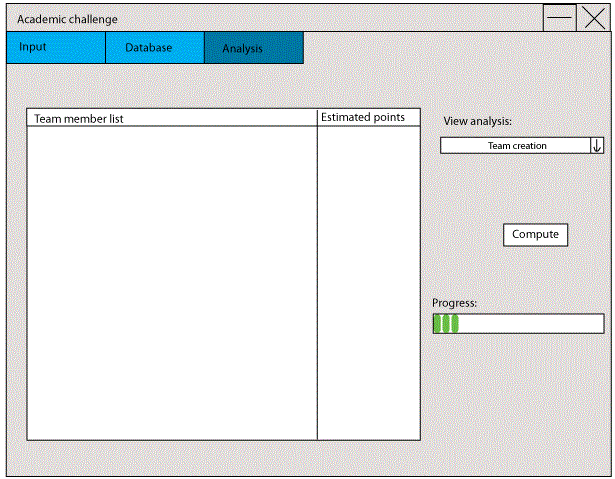 Academic challenge
Input
Database
Analysis
Team member list
Estimated points
View analysis:
Team creation
Compute
Progress: